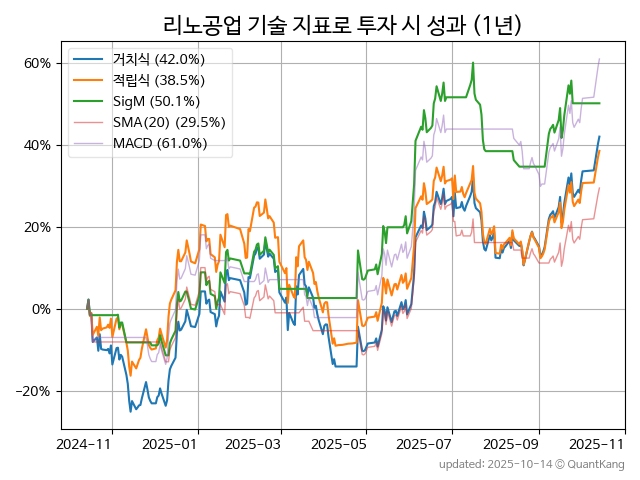 리노공업 기술 지표로 투자 시 성과 (1년)
거치식 (42.0%)
적립식 (38.5%)
SigM (50.1%)
SMA(20) (29.5%)
MACD (61.0%)
60%
40%
20%
0%
−20%
2024-11 2025-01 2025-03 2025-05 2025-07 2025-09 2025-11
updated: 2025-10-14 © QuantKang